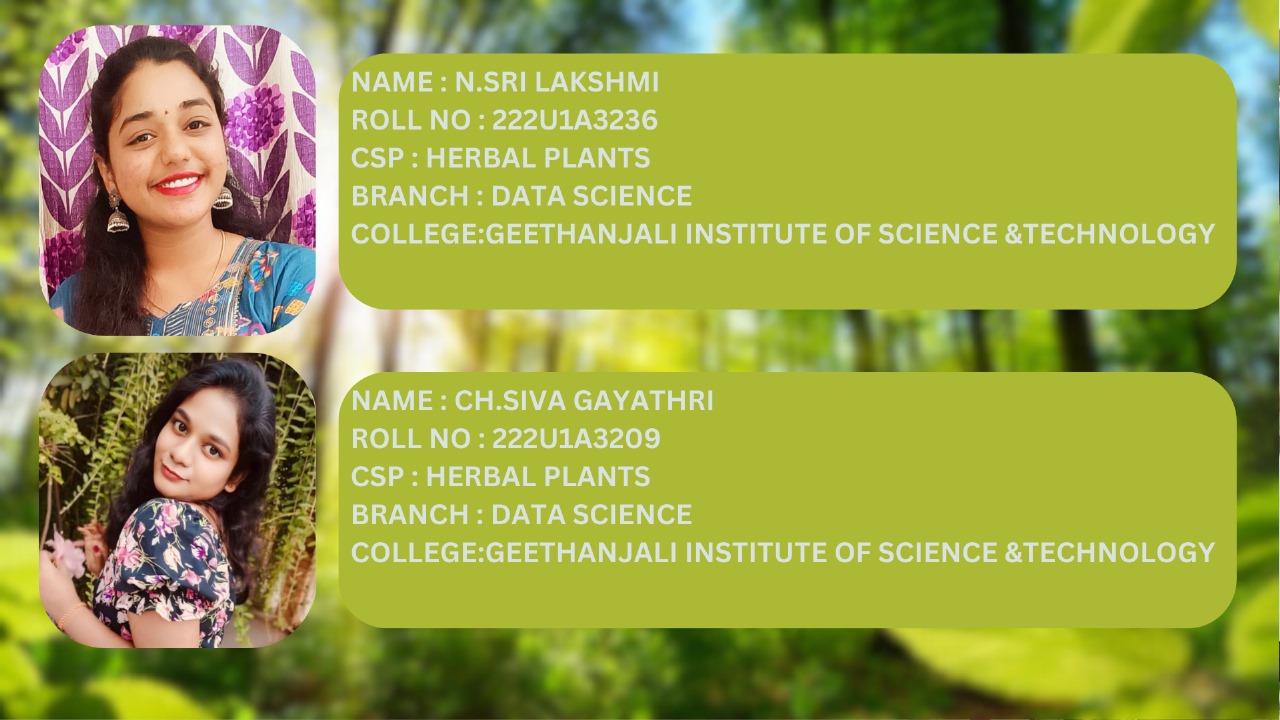 NAME : N.SRI LAKSHMI
ROLL NO : 222U1A3236
CSP : HERBAL PLANTS
BRANCH : DATA SCIENCE
COLLEGE:GEETHANJALI INSTITUTE OF SCIENCE &TECHNOLOGY
NAME : CH.SIVA GAYATHRI
ROLL NO : 222U1A3209
CSP : HERBAL PLANTS
BRANCH : DATA SCIENCE
COLLEGE:GEETHANJALI INSTITUTE OF SCIENCE &TECHNOLOGY